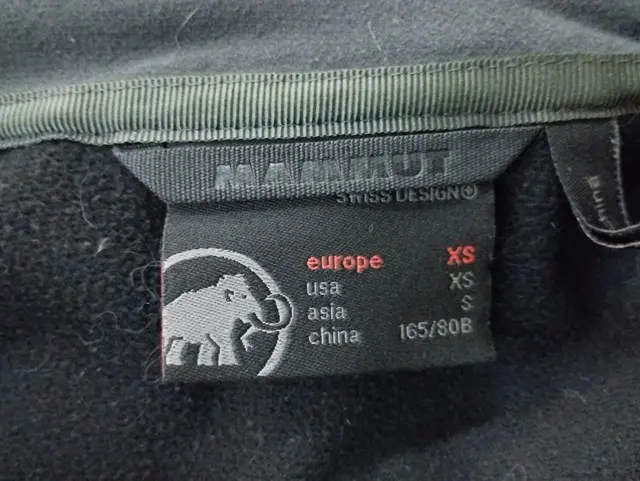 MAMMUT
SWISS DESIGN
europe XS
usa XS
asia S
china 165/80B